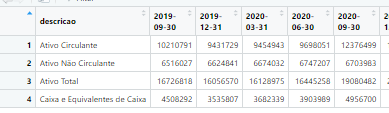 descricao 2019-09-30 2019-12-31 2020-03-31 2020-06-30 2020-09-30
1 Ativo Circulante 10210791 9431729 9454943 9698051 12376499
2 Ativo Não Circulante 6516027 6624841 6674032 6747207 6703983
3 Ativo Total 16726818 16056570 16128975 16445258 19080482
4 Caixa e Equivalentes de Caixa 4508292 3535807 3682339 3903989 4956700